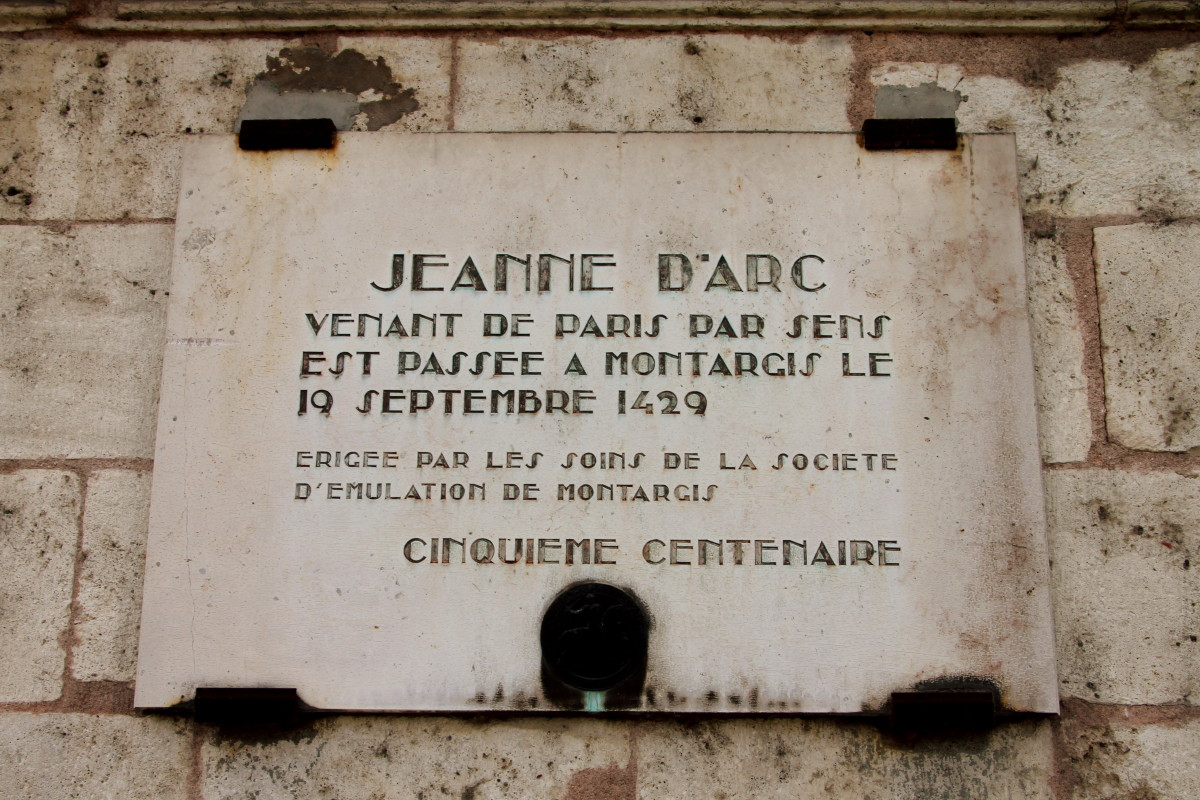 JEANNE D'ARC
VENANT DE PARIS PAR SENS
EST PASSEE A MONTARGIS LE
19 SEPTEMBRE 1429
ERIGEE PAR LES SOINS DE LA SOCIETE
D'EMULATION DE MONTARGIS
CINQUIEME CENTENAIRE